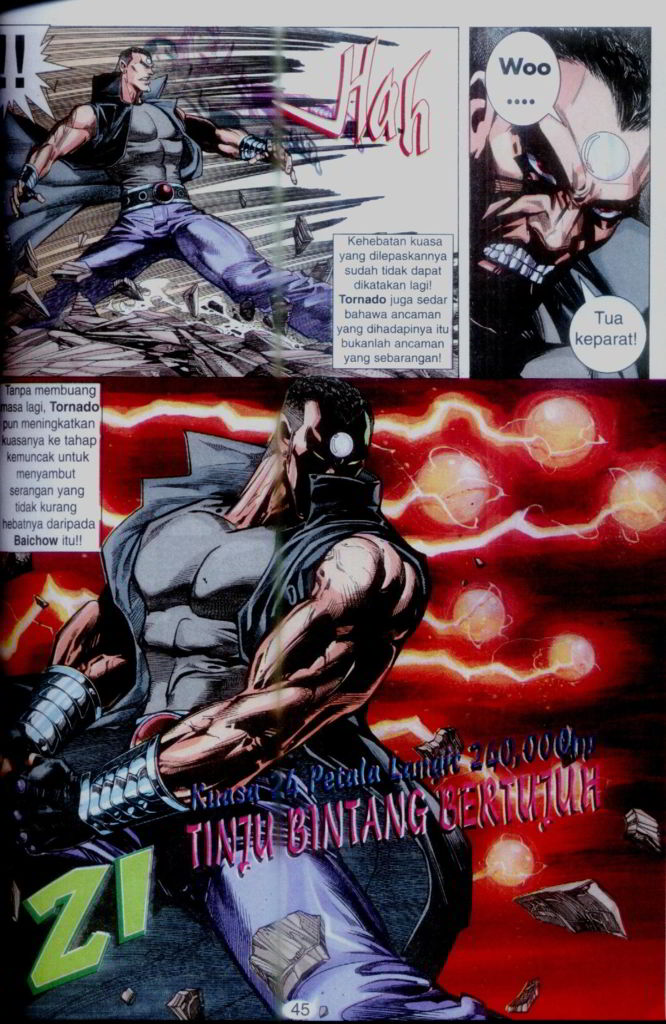 !!
Hah
Woo
....
Kehebatan kuasa
yang dilepaskannya
sudah tidak dapat
dikatakan lagi!
Tornado juga sedar
bahawa ancaman
yang dihadapinya itu
bukanlah ancaman
yang sebarangan!
Tua
keparat!
Tanpa membuang
masa lagi, Tornado
pun meningkatkan
kuasanya ke tahap
kemuncak untuk
menyambut
serangan yang
tidak kurang
hebatnya daripada
Baichow itu!!
Kuasa 24 Petala Langit 240,000hp
TINJU BINTANG BERTUJUH
ZI
45